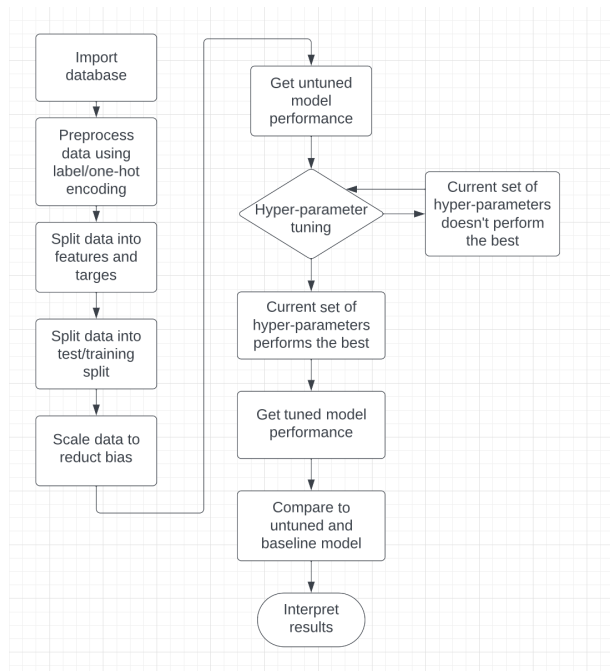 Import
database
Preprocess
data using
label/one-hot
encoding
Split data into
features and
targes
Split data into
test/training
split
Scale data to
reduct bias
Get untuned
model
performance
Hyper-parameter
tuning
Current set of
hyper-parameters
doesn't perform
the best
Current set of
hyper-parameters
performs the best
Get tuned model
performance
Compare to
untuned and
baseline model
Interpret
results